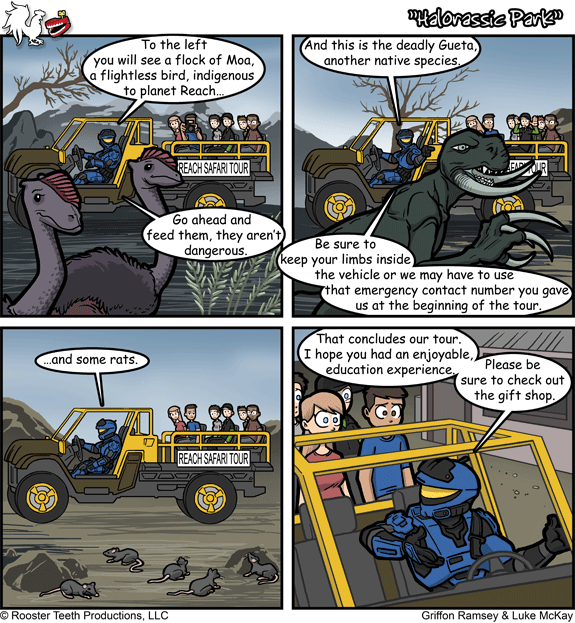 "Halorassic Park"
To the left
you will see a flock of Moa,
a flightless bird, indigenous
to planet Reach...
REACH SAFARI TOUR
Go ahead and
feed them, they aren't
dangerous.
And this is the deadly Gueta,
another native species.
Be sure to
keep your limbs inside
the vehicle or we may have to use
that emergency contact number you gave
us at the beginning of the tour.
...and some rats.
REACH SAFARI TOUR
That concludes our tour.
I hope you had an enjoyable,
education experience.
Please be
sure to check out
the gift shop.
© Rooster Teeth Productions, LLC
Griffon Ramsey & Luke McKay